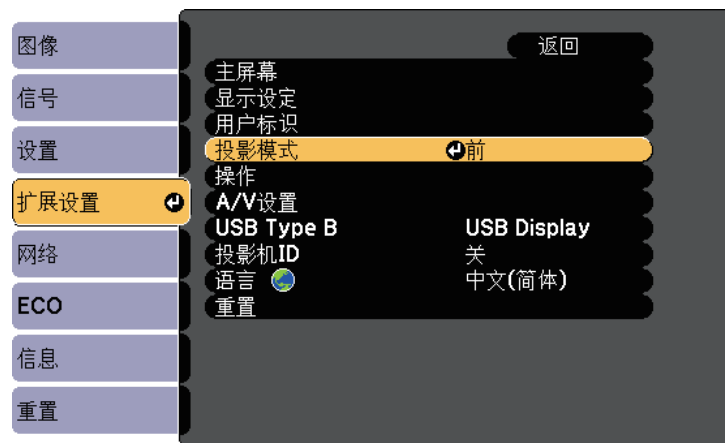 图像
信号
设置
扩展设置
网络
ECO
信息
重置
返回
主屏幕
显示设定
用户标识
投影模式 前
操作
A/V设置
USB Type B USB Display
投影机ID 关
语言 中文(简体)
重置